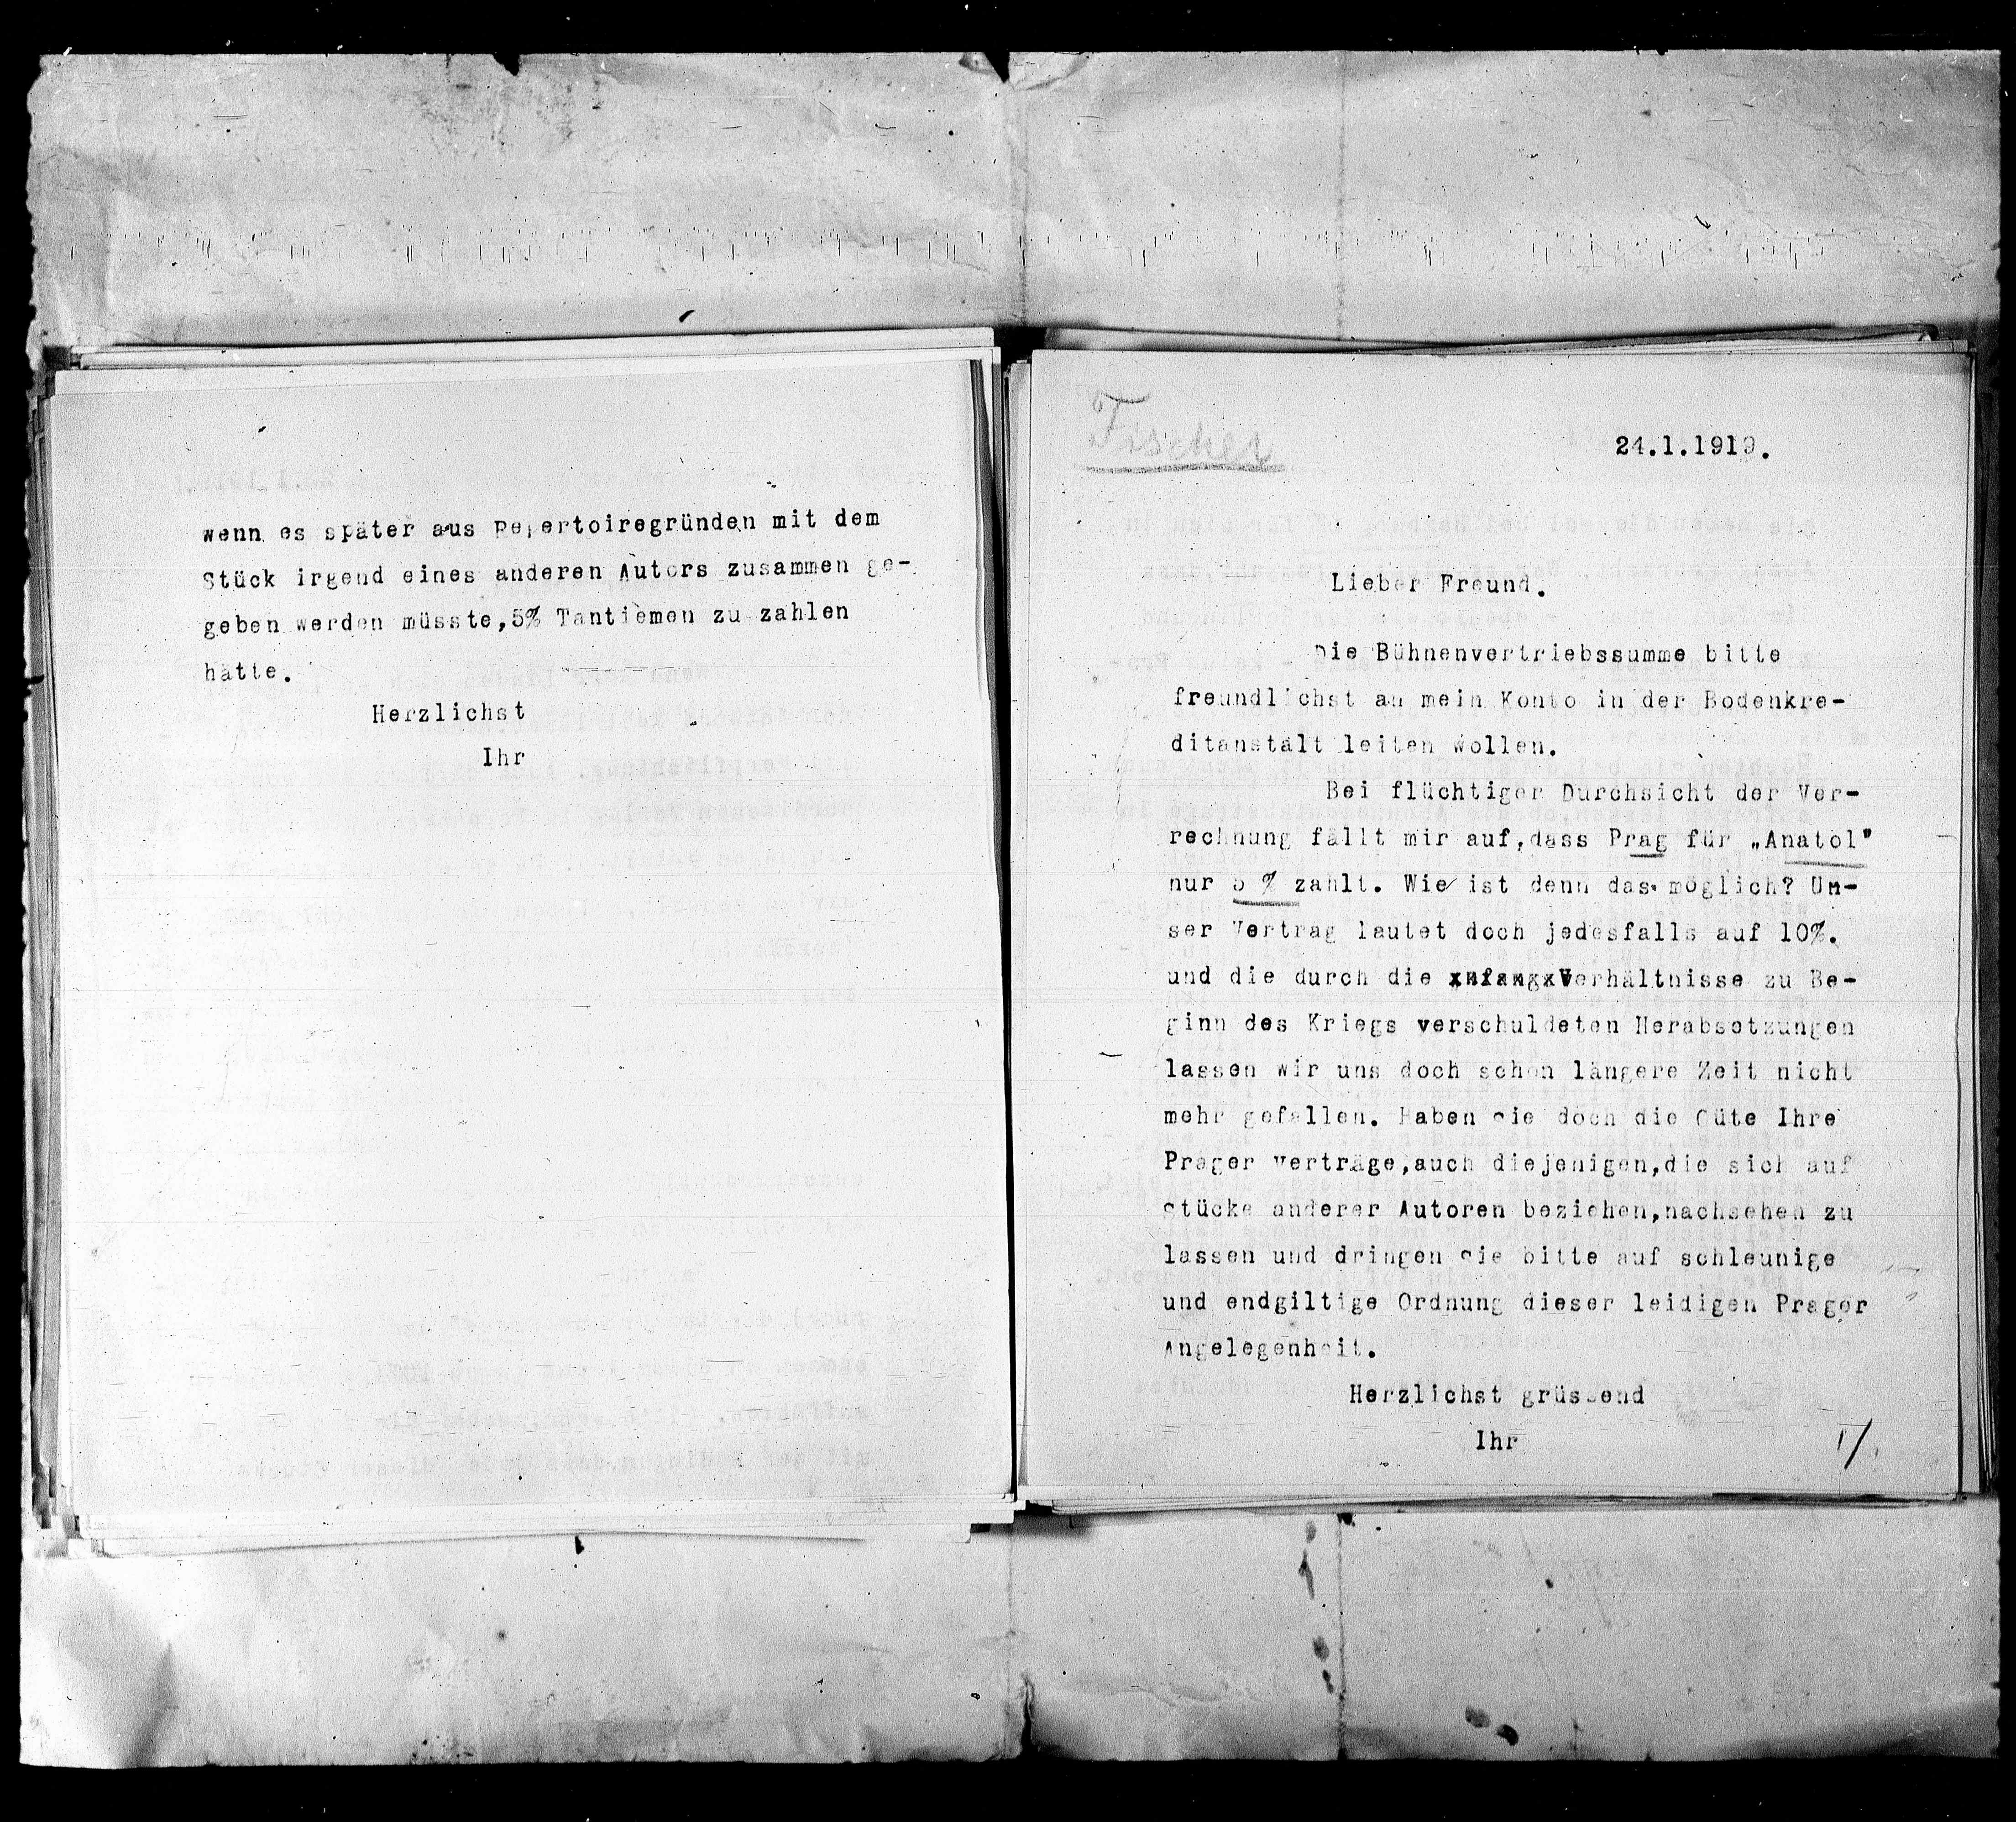 wenn es später aus Repertoiregründen mit dem
Stück irgend eines anderen Autors zusammen ge-
geben werden müsste,5% Tantièmen zu zahlen
hätte.
Herzlichst
Ihr
Fischer
24.1.1919.
Lieber Freund.
Die Bühnenvertriebssumme bitte
freundlichst an mein Konto in der Bodenkre-
ditanstalt leiten wollen.
Bei flüchtiger Durchsicht der Ver-
rechnung fällt mir auf,dass Prag für „Anatol"
nur 5 % zahlt. Wie ist denn das möglich? Un-
ser Vertrag lautet doch jedesfalls auf 10%.
und die durch die Verhältnisse zu Be-
ginn des Kriegs verschuldeten Herabsetzungen
lassen wir uns doch schon längere Zeit nicht
mehr gefallen. Haben Sie doch die Güte Ihre
Prager Verträge,auch diejenigen,die sich auf
Stücke anderer Autoren beziehen,nachsehen zu
lassen und dringen Sie bitte auf schleunige
und endgiltige Ordnung dieser leidigen Prager
Angelegenheit.
Herzlichst grüssend
Ihr